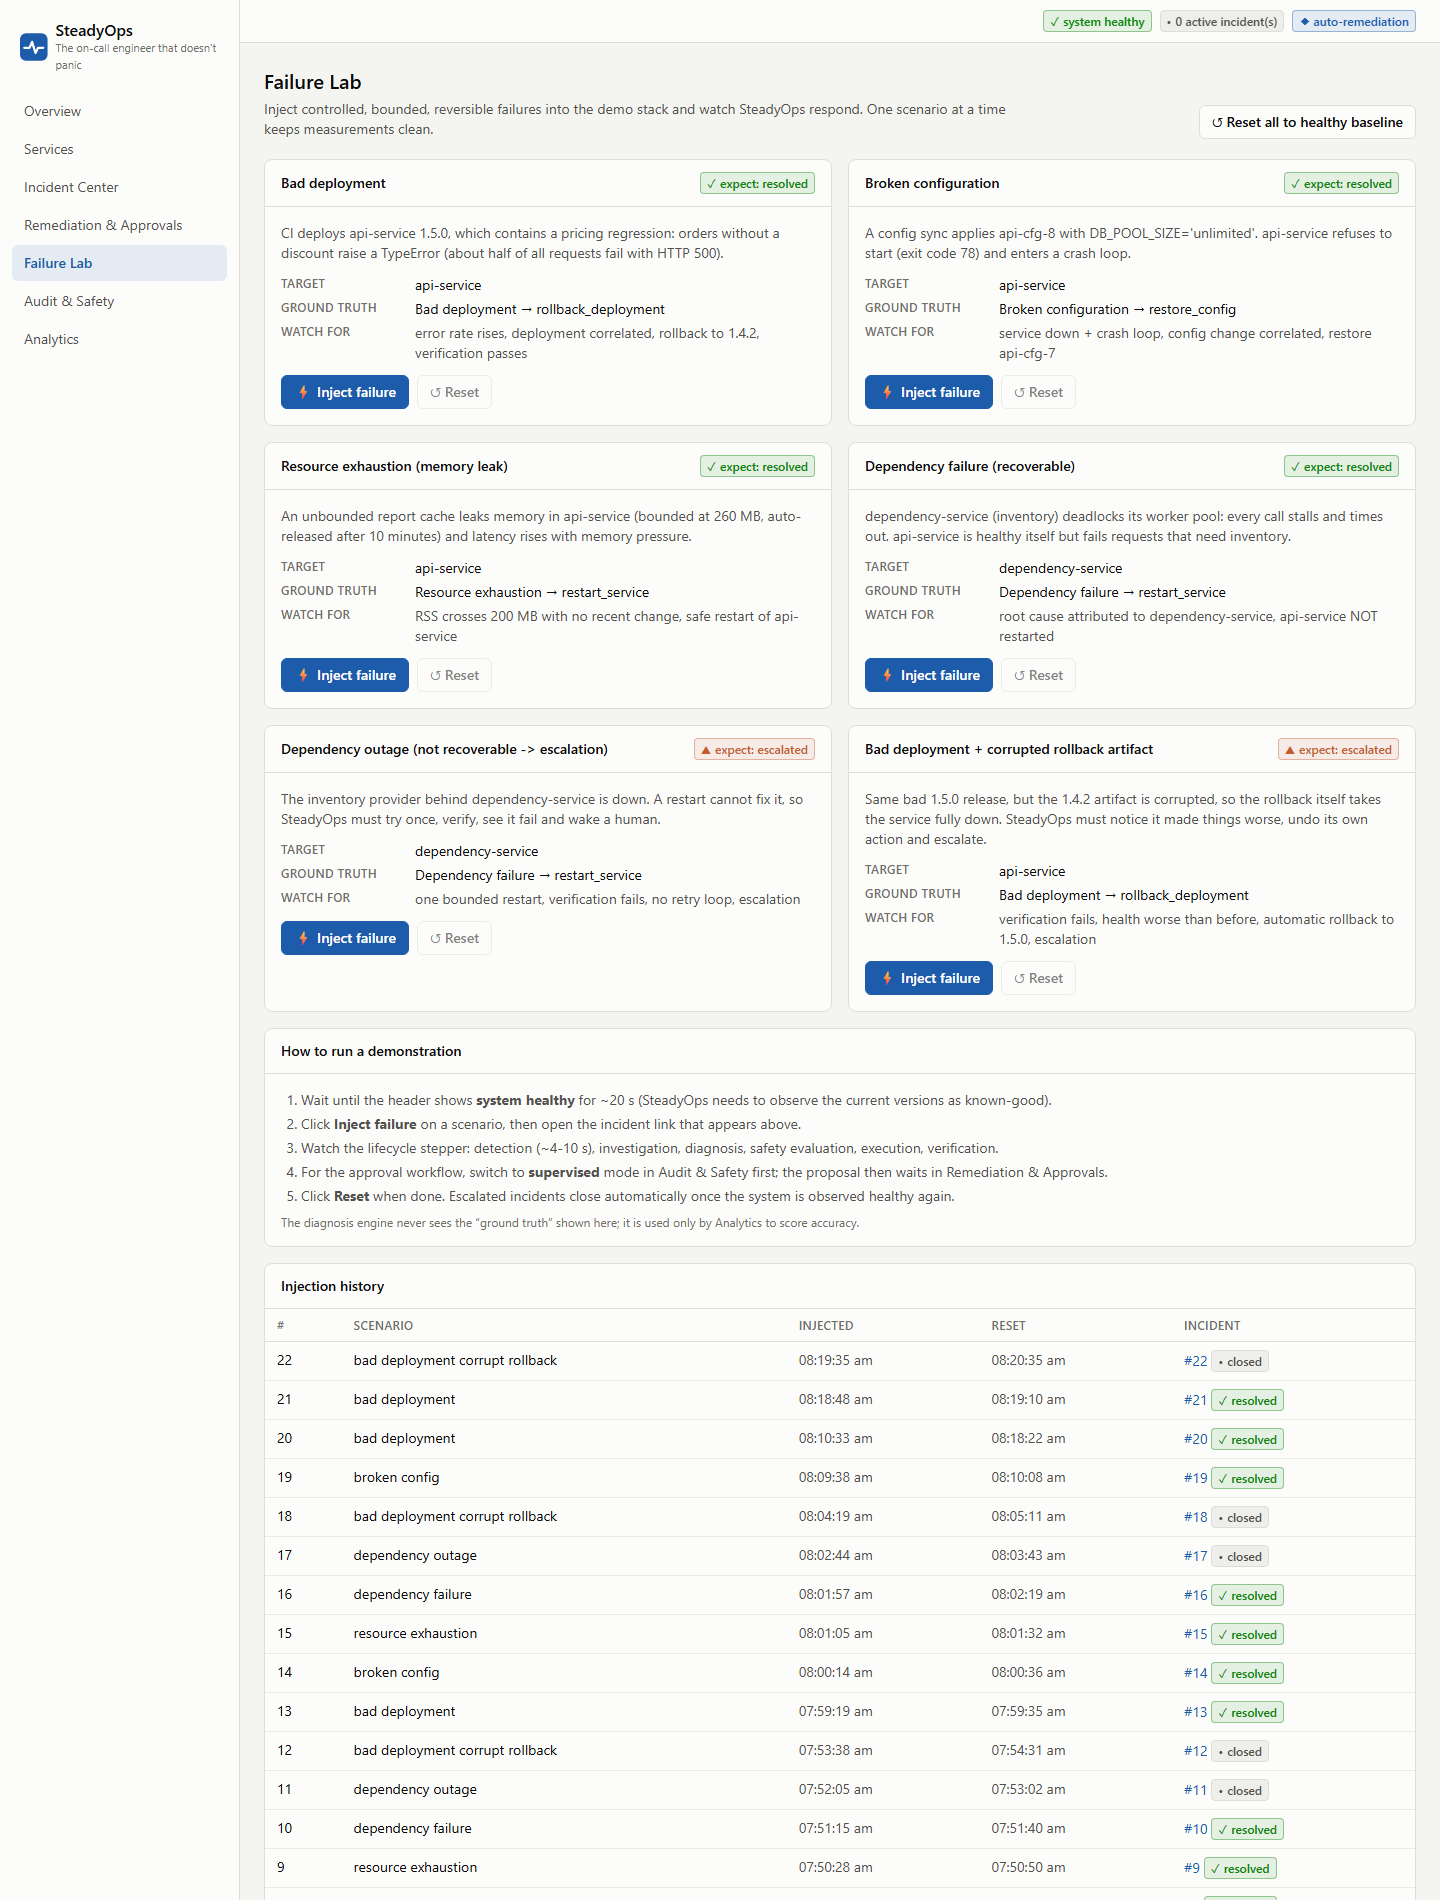 SteadyOps
The on-call engineer that doesn't
panic
Overview
Services
Incident Center
Remediation & Approvals
Failure Lab
Audit & Safety
Analytics
✓ system healthy
• 0 active incident(s)
◆ auto-remediation
Failure Lab
Inject controlled, bounded, reversible failures into the demo stack and watch SteadyOps respond. One scenario at a time
keeps measurements clean.
↺ Reset all to healthy baseline
Bad deployment
✓ expect: resolved
CI deploys api-service 1.5.0, which contains a pricing regression: orders without a
discount raise a TypeError (about half of all requests fail with HTTP 500).
TARGET api-service
GROUND TRUTH Bad deployment → rollback_deployment
WATCH FOR error rate rises, deployment correlated, rollback to 1.4.2,
verification passes
Inject failure
↺ Reset
Broken configuration
✓ expect: resolved
A config sync applies api-cfg-8 with DB_POOL_SIZE='unlimited'. api-service refuses to
start (exit code 78) and enters a crash loop.
TARGET api-service
GROUND TRUTH Broken configuration → restore_config
WATCH FOR service down + crash loop, config change correlated, restore
api-cfg-7
Inject failure
↺ Reset
Resource exhaustion (memory leak)
✓ expect: resolved
An unbounded report cache leaks memory in api-service (bounded at 260 MB, auto-
released after 10 minutes) and latency rises with memory pressure.
TARGET api-service
GROUND TRUTH Resource exhaustion → restart_service
WATCH FOR RSS crosses 200 MB with no recent change, safe restart of api-
service
Inject failure
↺ Reset
Dependency failure (recoverable)
✓ expect: resolved
dependency-service (inventory) deadlocks its worker pool: every call stalls and times
out. api-service is healthy itself but fails requests that need inventory.
TARGET dependency-service
GROUND TRUTH Dependency failure → restart_service
WATCH FOR root cause attributed to dependency-service, api-service NOT
restarted
Inject failure
↺ Reset
Dependency outage (not recoverable -> escalation)
▲ expect: escalated
The inventory provider behind dependency-service is down. A restart cannot fix it, so
SteadyOps must try once, verify, see it fail and wake a human.
TARGET dependency-service
GROUND TRUTH Dependency failure → restart_service
WATCH FOR one bounded restart, verification fails, no retry loop, escalation
Inject failure
↺ Reset
Bad deployment + corrupted rollback artifact
▲ expect: escalated
Same bad 1.5.0 release, but the 1.4.2 artifact is corrupted, so the rollback itself takes
the service fully down. SteadyOps must notice it made things worse, undo its own
action and escalate.
TARGET api-service
GROUND TRUTH Bad deployment → rollback_deployment
WATCH FOR verification fails, health worse than before, automatic rollback to
1.5.0, escalation
Inject failure
↺ Reset
How to run a demonstration
1. Wait until the header shows system healthy for ~20 s (SteadyOps needs to observe the current versions as known-good).
2. Click Inject failure on a scenario, then open the incident link that appears above.
3. Watch the lifecycle stepper: detection (~4-10 s), investigation, diagnosis, safety evaluation, execution, verification.
4. For the approval workflow, switch to supervised mode in Audit & Safety first; the proposal then waits in Remediation & Approvals.
5. Click Reset when done. Escalated incidents close automatically once the system is observed healthy again.
The diagnosis engine never sees the "ground truth" shown here; it is used only by Analytics to score accuracy.
Injection history
# SCENARIO INJECTED RESET INCIDENT
22 bad deployment corrupt rollback 08:19:35 am 08:20:35 am #22 • closed
21 bad deployment 08:18:48 am 08:19:10 am #21 ✓ resolved
20 bad deployment 08:10:33 am 08:18:22 am #20 ✓ resolved
19 broken config 08:09:38 am 08:10:08 am #19 ✓ resolved
18 bad deployment corrupt rollback 08:04:19 am 08:05:11 am #18 • closed
17 dependency outage 08:02:44 am 08:03:43 am #17 • closed
16 dependency failure 08:01:57 am 08:02:19 am #16 ✓ resolved
15 resource exhaustion 08:01:05 am 08:01:32 am #15 ✓ resolved
14 broken config 08:00:14 am 08:00:36 am #14 ✓ resolved
13 bad deployment 07:59:19 am 07:59:35 am #13 ✓ resolved
12 bad deployment corrupt rollback 07:53:38 am 07:54:31 am #12 • closed
11 dependency outage 07:52:05 am 07:53:02 am #11 • closed
10 dependency failure 07:51:15 am 07:51:40 am #10 ✓ resolved
9 resource exhaustion 07:50:28 am 07:50:50 am #9 ✓ resolved